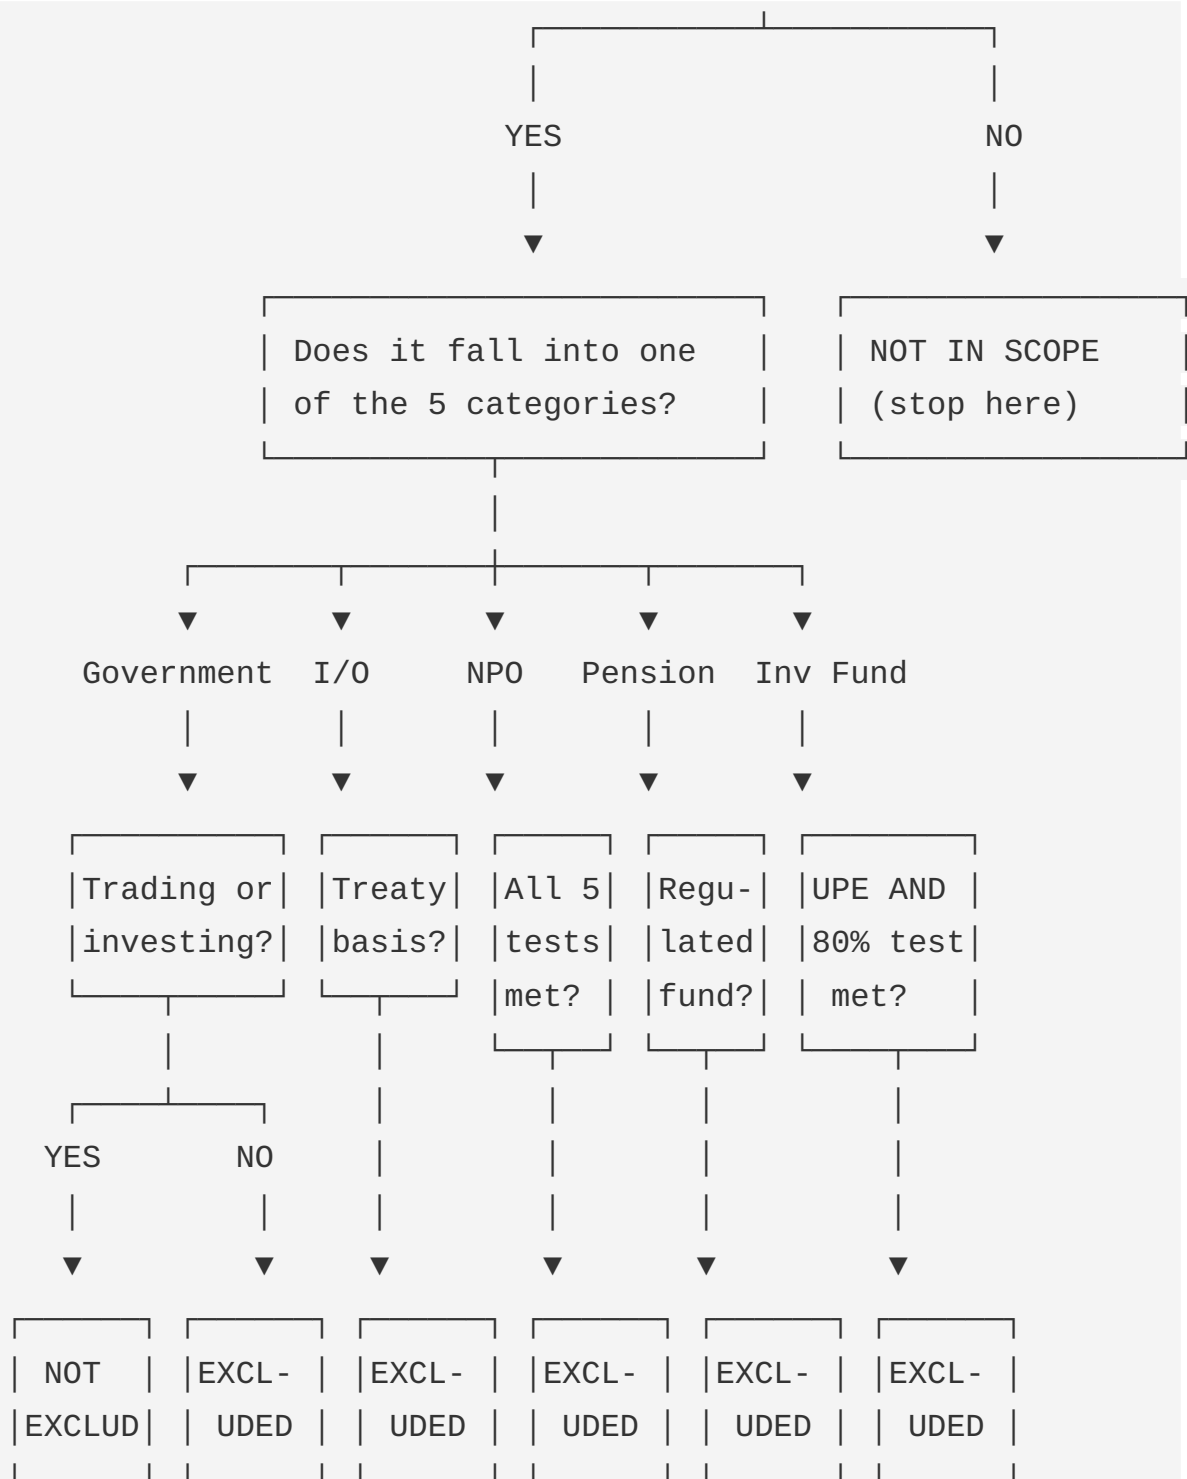 YES NO
Does it fall into one NOT IN SCOPE
of the 5 categories? (stop here)
Government I/O NPO Pension Inv Fund
Trading or Treaty All 5 Regu- UPE AND
investing? basis? tests lated 80% test
met? fund? met?
YES NO
NOT EXCL- EXCL- EXCL- EXCL- EXCL-
EXCLUD UDED UDED UDED UDED UDED